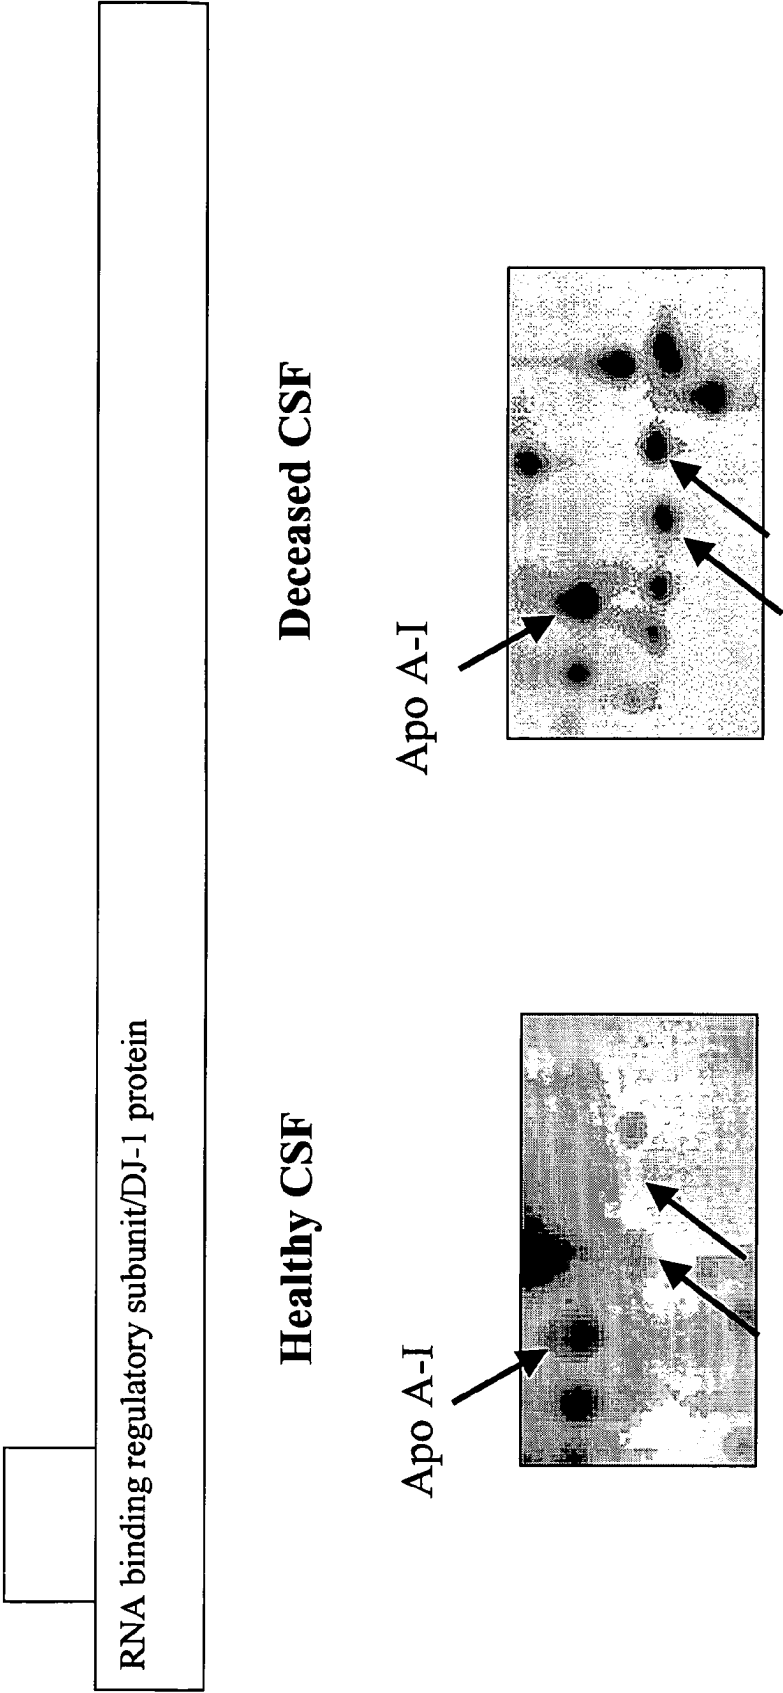 RNA binding regulatory subunit/DJ-1 protein
Healthy CSF
Deceased CSF
Apo A-I
Apo A-I